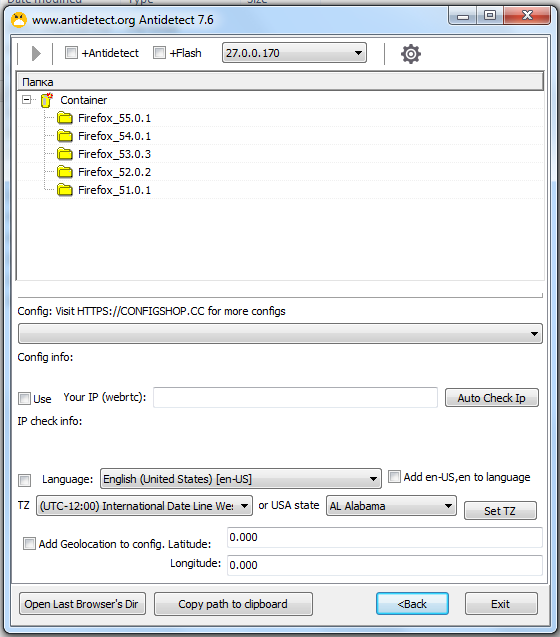 Date modified Type Size
www.antidetect.org Antidetect 7.6
+Antidetect +Flash 27.0.0.170
Папка
Container
Firefox_55.0.1
Firefox_54.0.1
Firefox_53.0.3
Firefox_52.0.2
Firefox_51.0.1
Config: Visit HTTPS://CONFIGSHOP.CC for more configs
Config info:
Use Your IP (webrtc): Auto Check Ip
IP check info:
Language: English (United States) [en-US] Add en-US,en to language
TZ (UTC-12:00) International Date Line Wes or USA state AL Alabama Set TZ
Add Geolocation to config. Latitude: 0.000
Longitude: 0.000
Open Last Browser's Dir Copy path to clipboard <Back Exit